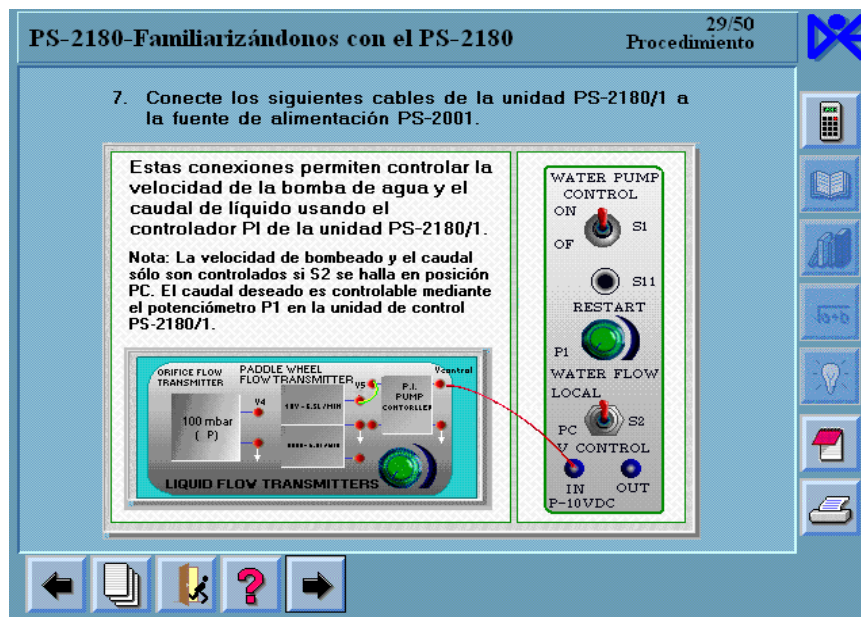 PS-2180-Familiarizándonos con el PS-2180
29/50
Procedimiento
7. Conecte los siguientes cables de la unidad PS-2180/1 a
la fuente de alimentación PS-2001.
Estas conexiones permiten controlar la
velocidad de la bomba de agua y el
caudal de líquido usando el
controlador PI de la unidad PS-2180/1.
Nota: La velocidad de bombeado y el caudal
sólo son controlados si S2 se halla en posición
PC. El caudal deseado es controlable mediante
el potenciómetro P1 en la unidad de control
PS-2180/1.
ORIFICE FLOW
TRANSMITTER
PADDLE WHEEL
FLOW TRANSMITTER
V5
Vcontrol
V4
100 mbar
( P)
10V-6.5L/MIN
P.I.
PUMP
CONTORLLER
LIQUID FLOW TRANSMITTERS
WATER PUMP
CONTROL
ON
S1
OF
S11
RESTART
P1
WATER FLOW
LOCAL
PC
S2
V CONTROL
IN
OUT
P-10VDC
?